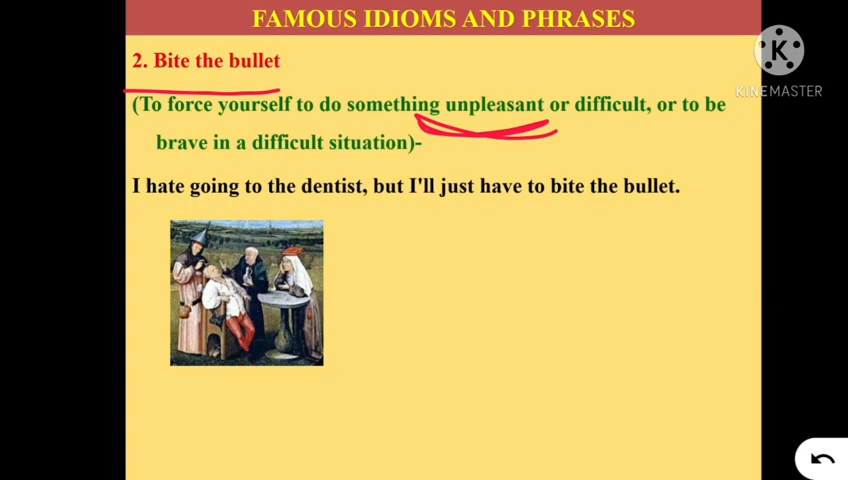 FAMOUS IDIOMS AND PHRASES
2. Bite the bullet
(To force yourself to do something unpleasant or difficult, or to be
brave in a difficult situation)-
I hate going to the dentist, but I'll just have to bite the bullet.
K
KINEMASTER